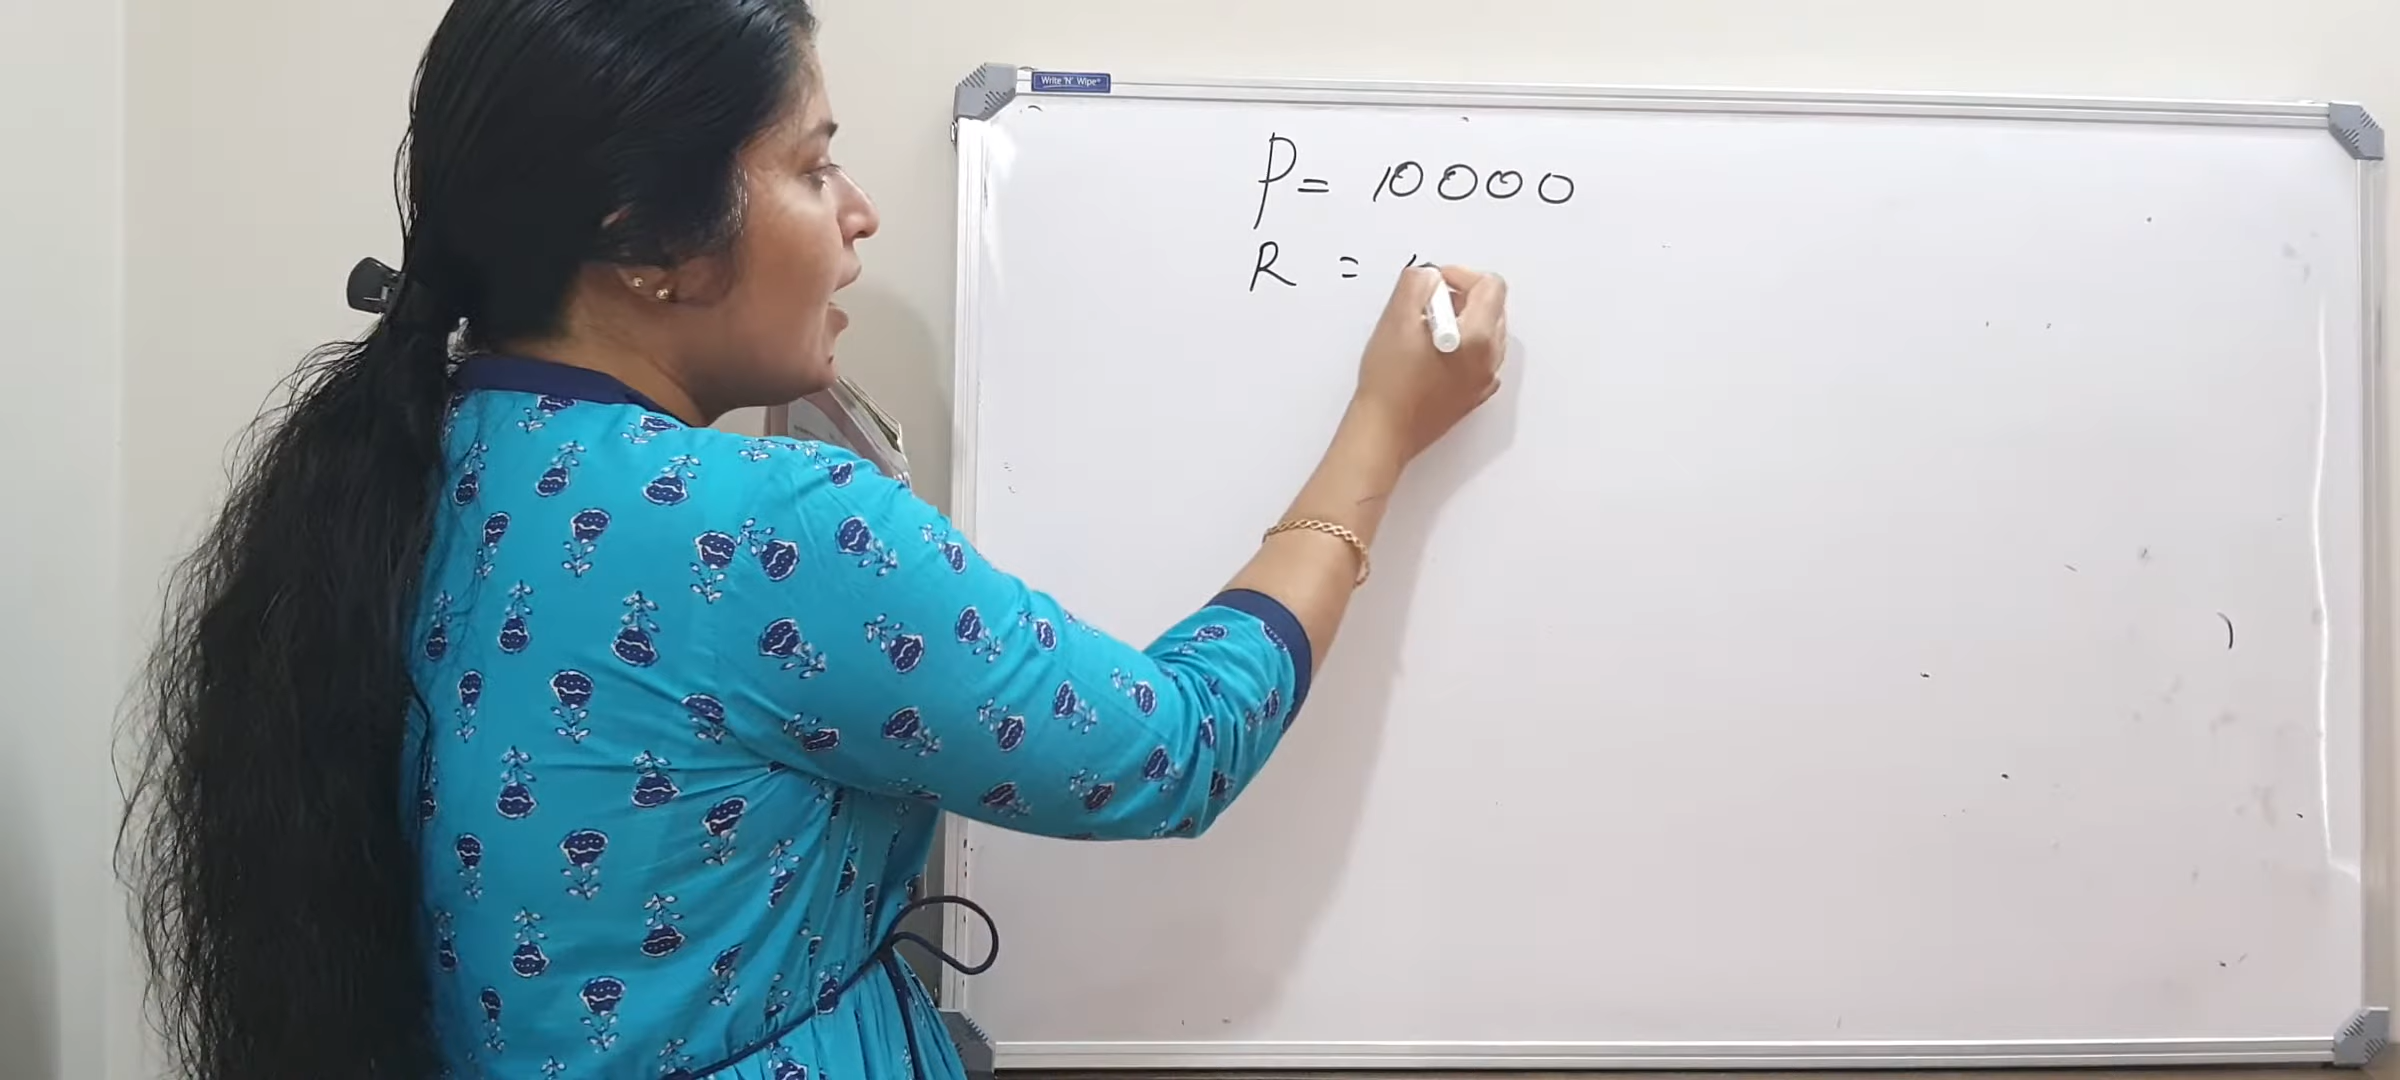 Write 'N' Wipe®
P = 10000
R =